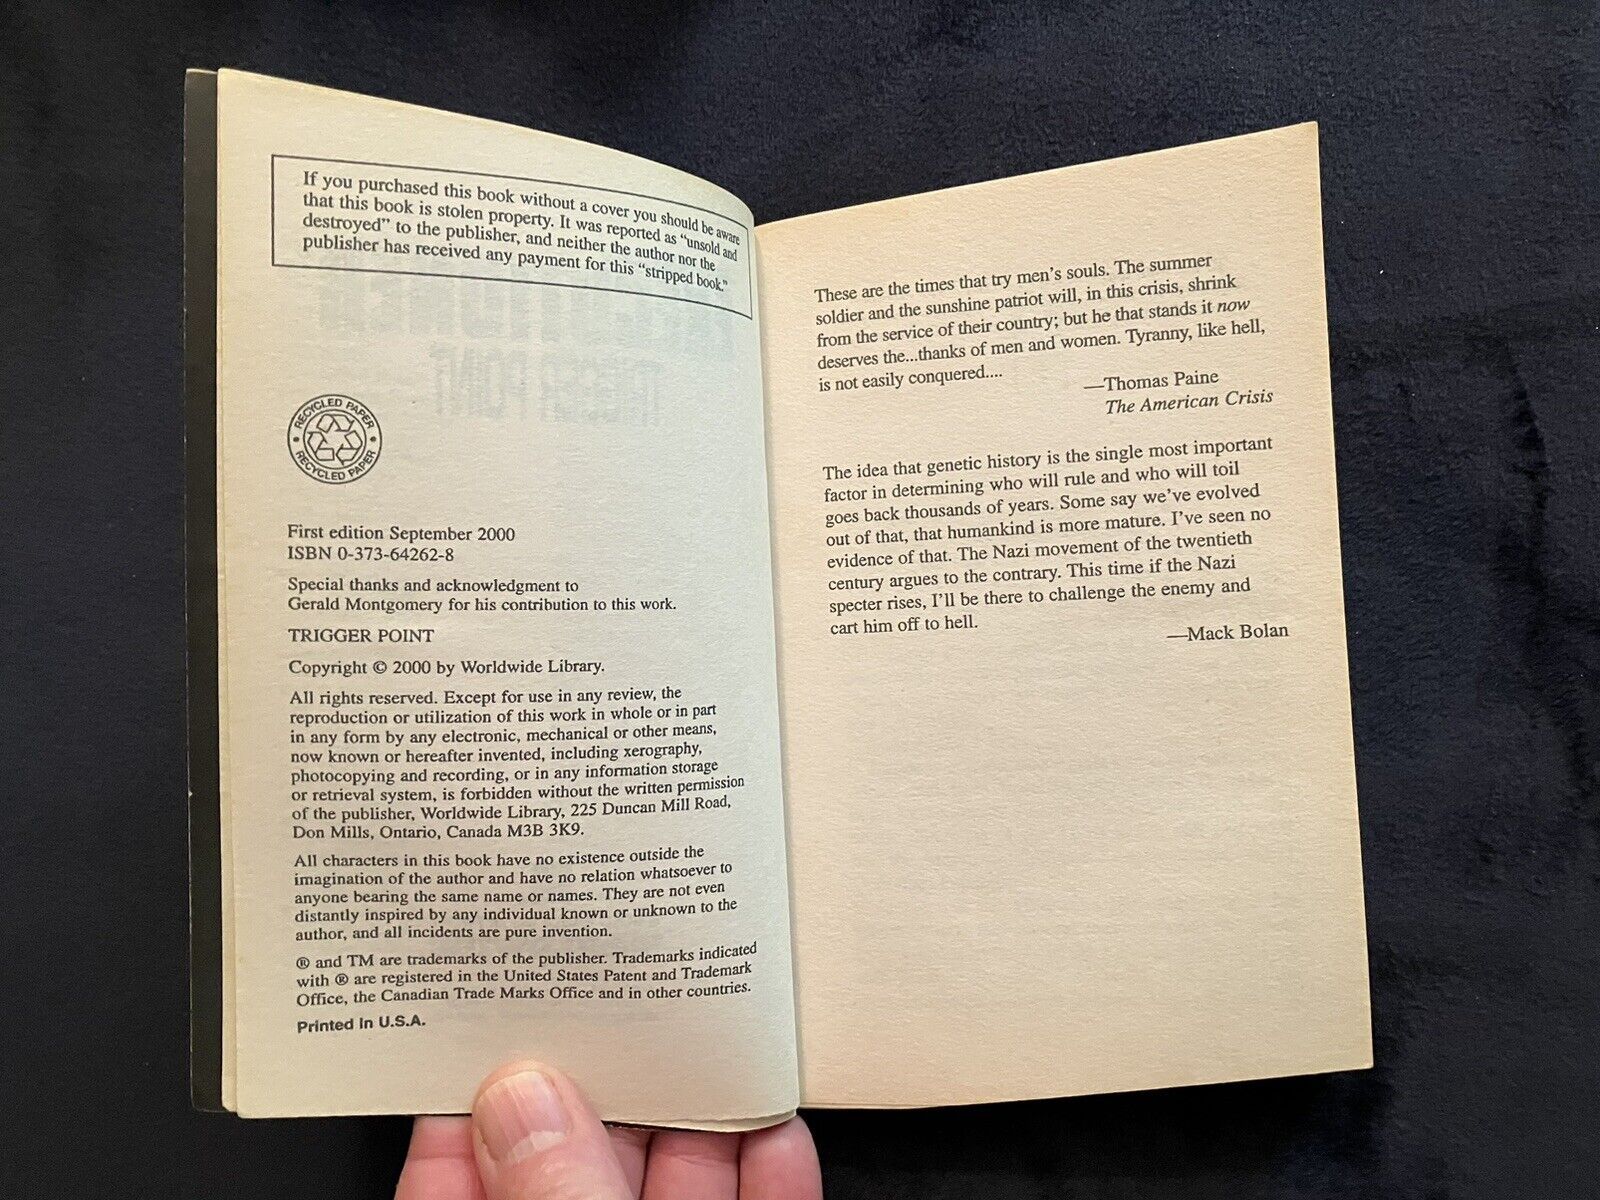 If you purchased this book without a cover you should be aware
that this book is stolen property. It was reported as “unsold and
destroyed” to the publisher, and neither the author nor the
publisher has received any payment for this “stripped book.”
RECYCLED PAPER
RECYCLED PAPER
First edition September 2000
ISBN 0-373-64262-8
Special thanks and acknowledgment to
Gerald Montgomery for his contribution to this work.
TRIGGER POINT
Copyright © 2000 by Worldwide Library.
All rights reserved. Except for use in any review, the
reproduction or utilization of this work in whole or in part
in any form by any electronic, mechanical or other means,
now known or hereafter invented, including xerography,
photocopying and recording, or in any information storage
or retrieval system, is forbidden without the written permission
of the publisher, Worldwide Library, 225 Duncan Mill Road,
Don Mills, Ontario, Canada M3B 3K9.
All characters in this book have no existence outside the
imagination of the author and have no relation whatsoever to
anyone bearing the same name or names. They are not even
distantly inspired by any individual known or unknown to the
author, and all incidents are pure invention.
® and TM are trademarks of the publisher. Trademarks indicated
with ® are registered in the United States Patent and Trademark
Office, the Canadian Trade Marks Office and in other countries.
Printed in U.S.A.
These are the times that try men’s souls. The summer
soldier and the sunshine patriot will, in this crisis, shrink
from the service of their country; but he that stands it now
deserves the...thanks of men and women. Tyranny, like hell,
is not easily conquered....
—Thomas Paine
The American Crisis
The idea that genetic history is the single most important
factor in determining who will rule and who will toil
goes back thousands of years. Some say we’ve evolved
out of that, that humankind is more mature. I’ve seen no
evidence of that. The Nazi movement of the twentieth
century argues to the contrary. This time if the Nazi
specter rises, I’ll be there to challenge the enemy and
cart him off to hell.
—Mack Bolan